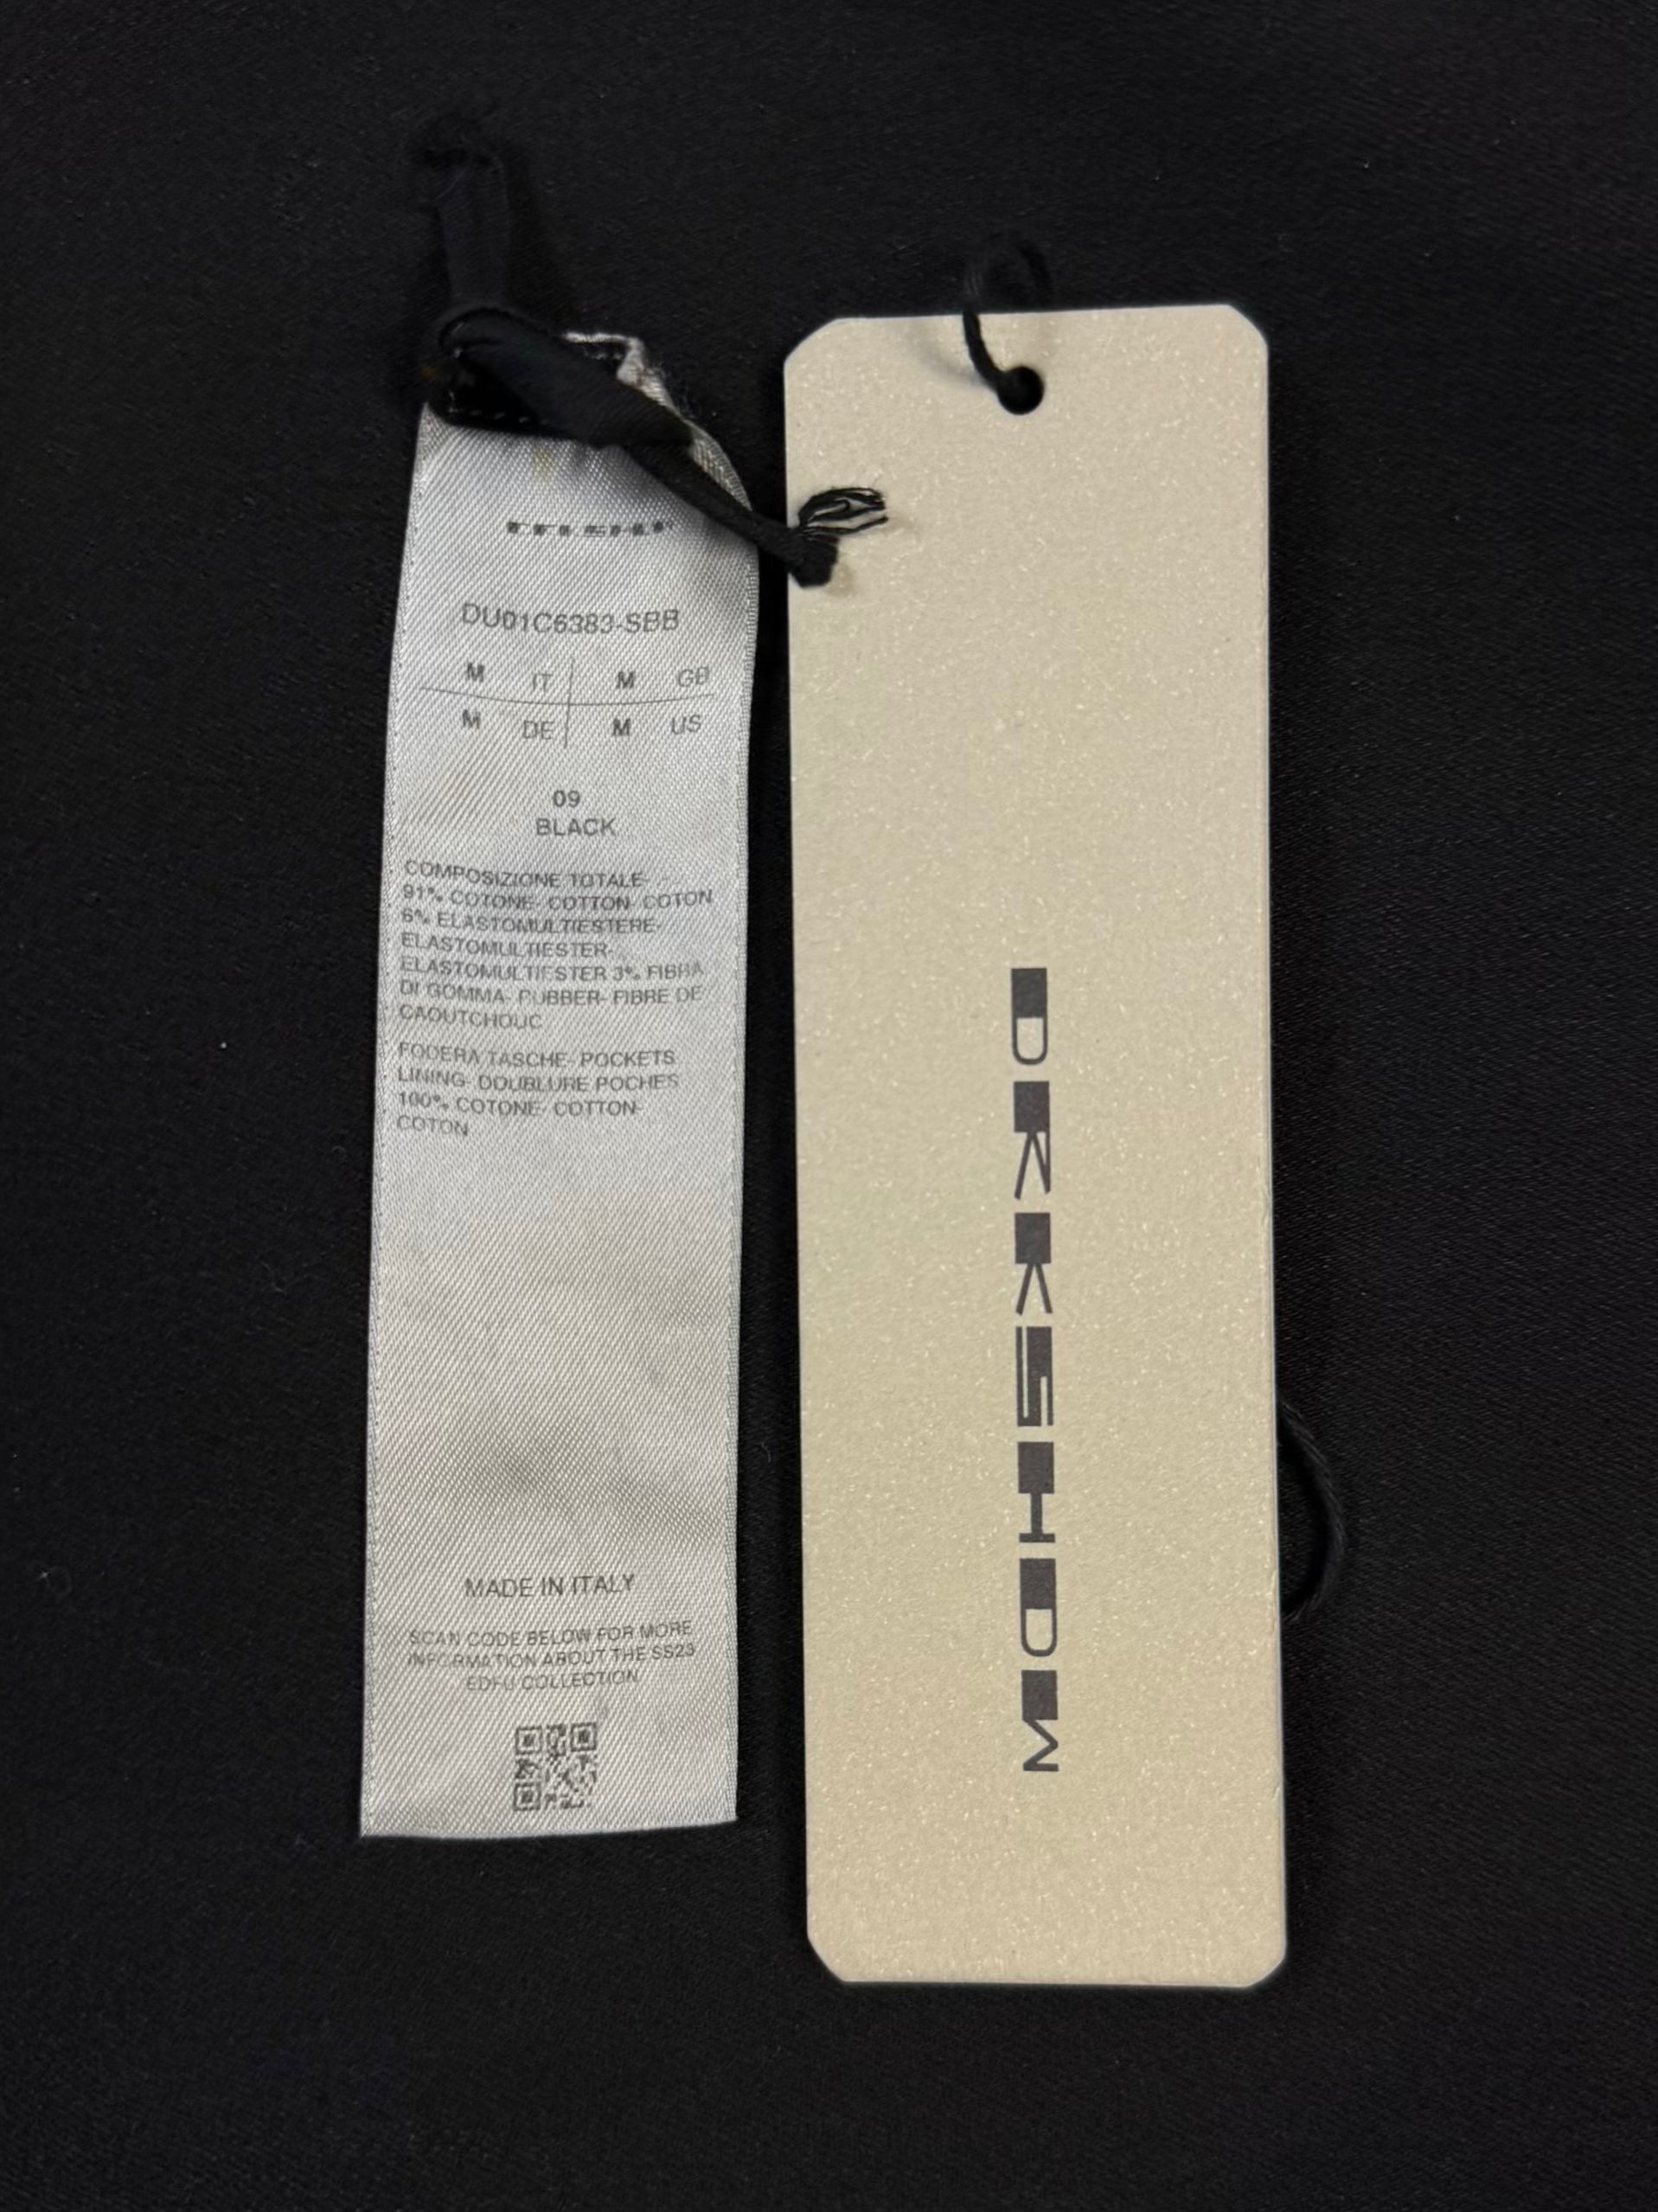 DU01C6383-SBB
M IT M GB
M DE M US
09
BLACK
COMPOSIZIONE TOTALE-
91% COTONE- COTTON- COTON
6% ELASTOMULTIESTERE-
ELASTOMULTIESTER-
ELASTOMULTIESTER 3% FIBRA
DI GOMMA- RUBBER- FIBRE DE
CAOUTCHOUC
FODERA TASCHE- POCKETS
LINING- DOUBLURE POCHES
100% COTONE- COTTON-
COTON
MADE IN ITALY
SCAN CODE BELOW FOR MORE
INFORMATION ABOUT THE SS23
EDFU COLLECTION
DRKSHDW